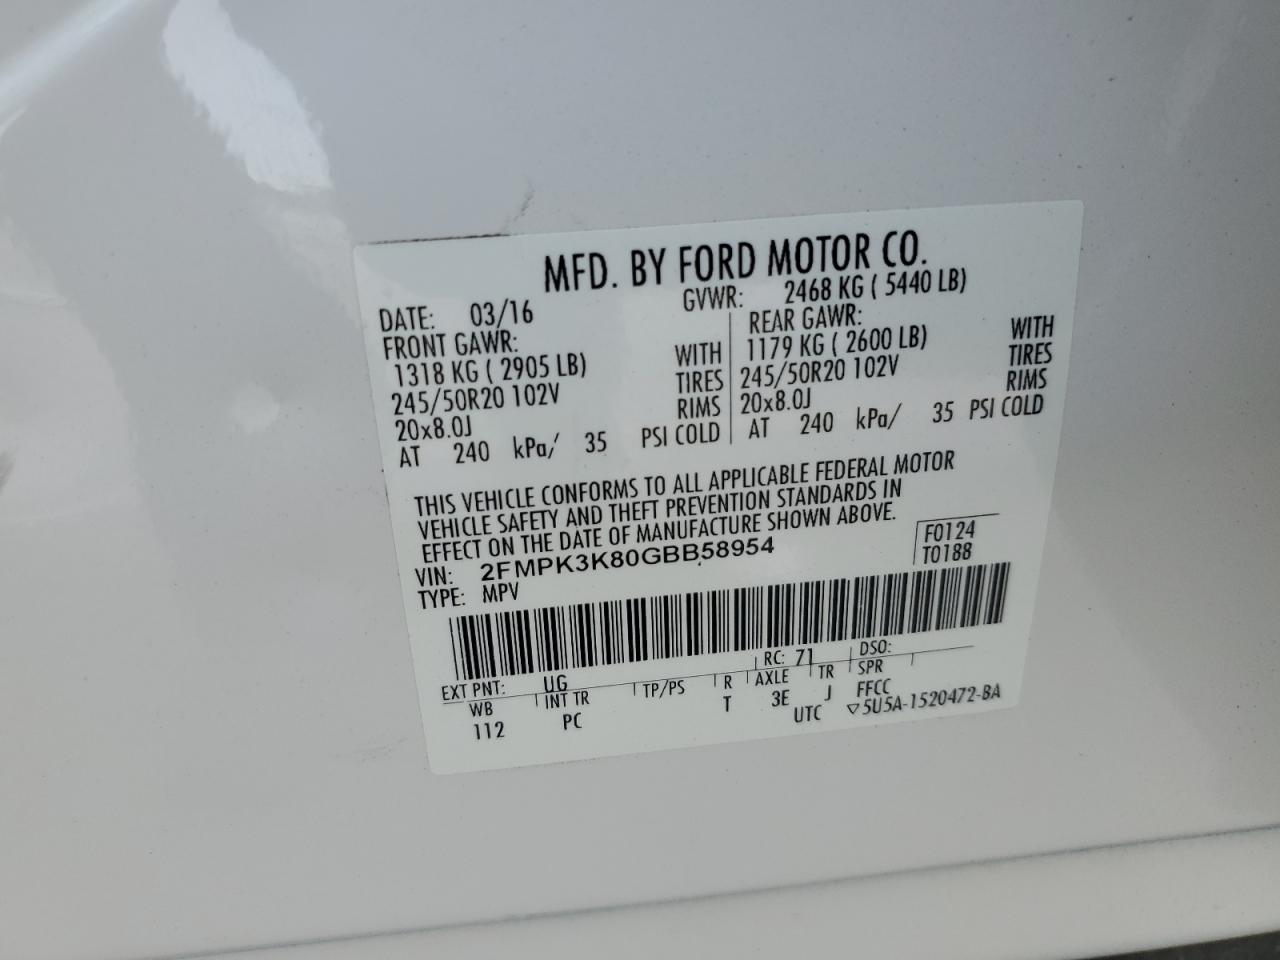 MFD. BY FORD MOTOR CO.
DATE: 03/16 GVWR: 2468 KG ( 5440 LB)
FRONT GAWR: REAR GAWR:
1318 KG ( 2905 LB) WITH 1179 KG ( 2600 LB) WITH
245/50R20 102V TIRES 245/50R20 102V TIRES
20x8.0J RIMS 20x8.0J RIMS
AT 240 kPa/ 35 PSI COLD AT 240 kPa/ 35 PSI COLD
THIS VEHICLE CONFORMS TO ALL APPLICABLE FEDERAL MOTOR
VEHICLE SAFETY AND THEFT PREVENTION STANDARDS IN
EFFECT ON THE DATE OF MANUFACTURE SHOWN ABOVE.
VIN: 2FMPK3K80GBB58954 F0124
TYPE: MPV T0188
EXT PNT: UG RC: 71 DSO:
WB INT TR TP/PS R AXLE TR SPR
112 PC T 3E J FFCC
UTC ▽5U5A-1520472-BA